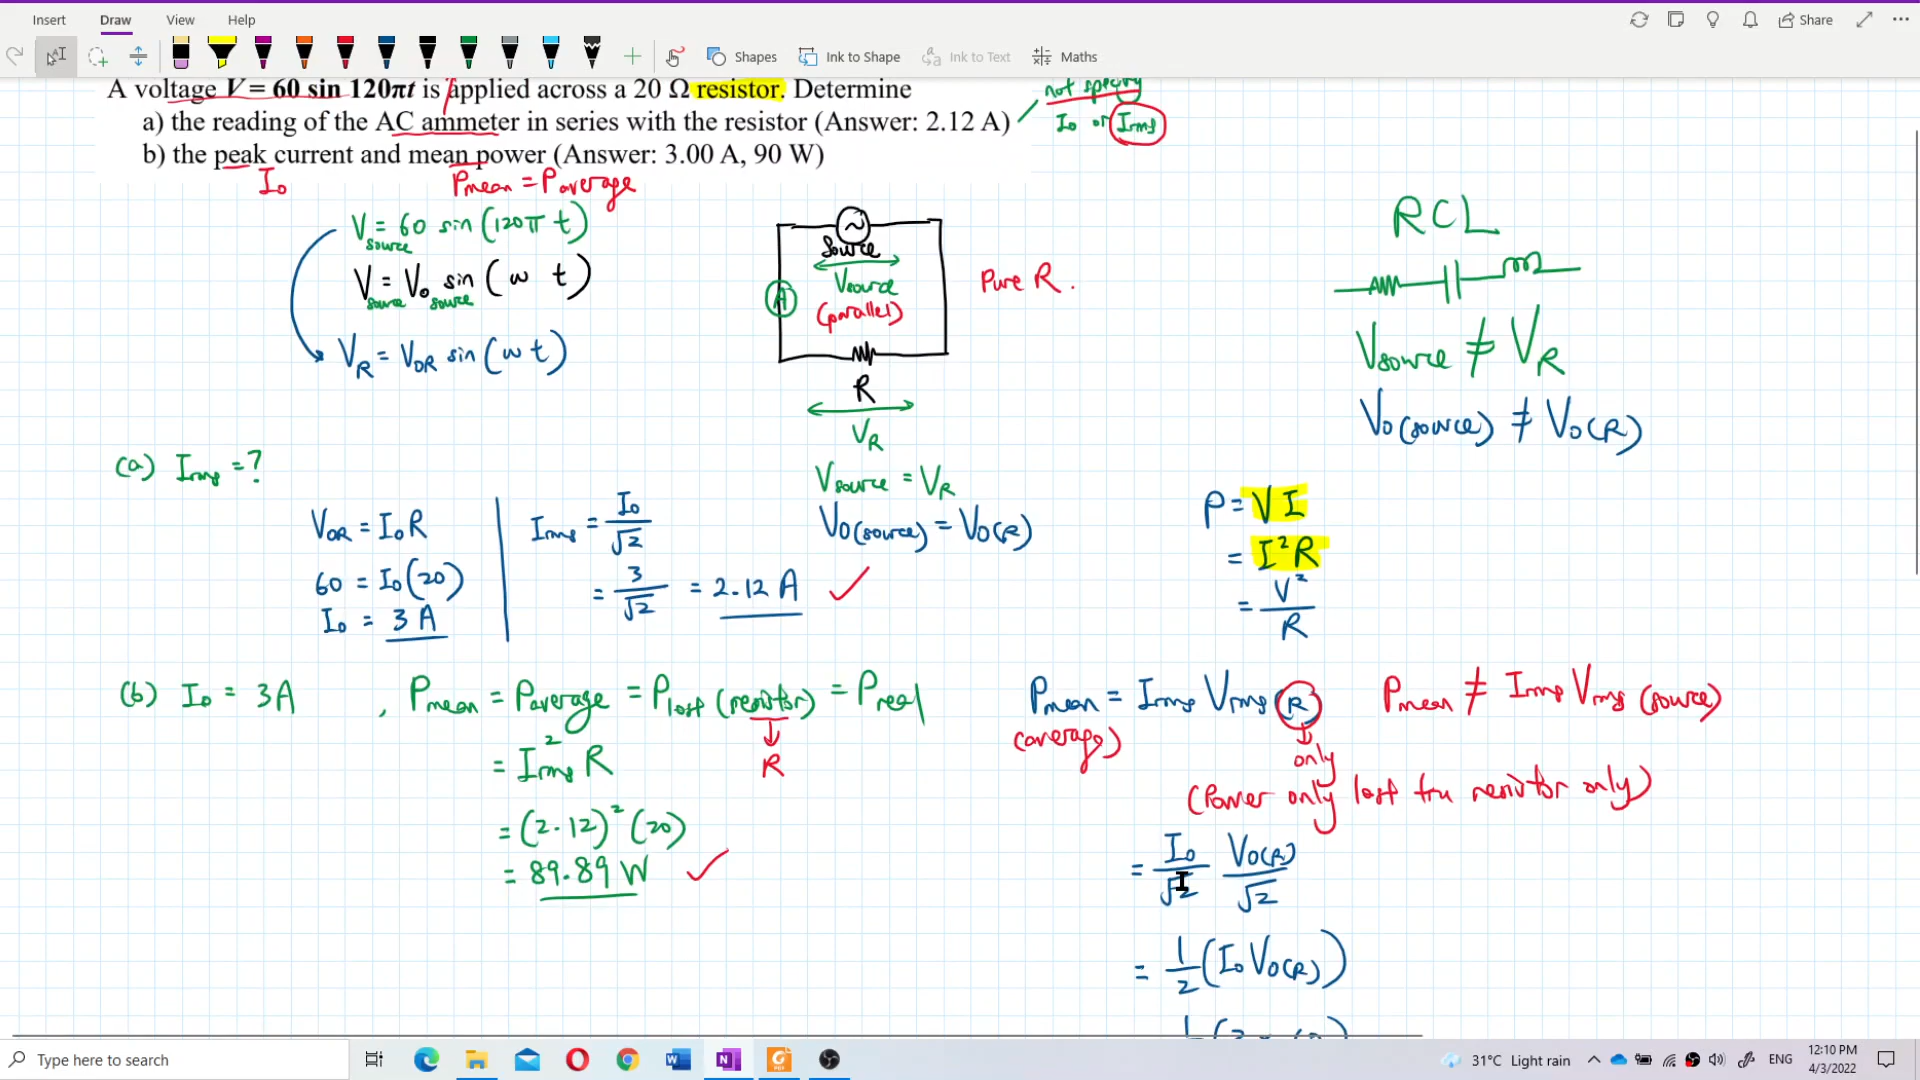 Insert Draw View Help
Share
Shapes Ink to Shape Ink to Text Maths
A voltage V = 60 sin 120πt is applied across a 20 Ω resistor. Determine
a) the reading of the AC ammeter in series with the resistor (Answer: 2.12 A)
b) the peak current and mean power (Answer: 3.00 A, 90 W)
not specify
I₀ or Irms
I₀
Pmean = Paverage
V source = 60 sin (120π t)
V source = V₀ source sin (ω t)
V_R = V₀R sin (ω t)
Source
Vsource
(parallel)
A
R
V_R
Pure R.
Vsource = V_R
V₀(source) = V₀(R)
RCL
Vsource ≠ V_R
V₀(source) ≠ V₀(R)
(a) Irms = ?
V₀R = I₀R
60 = I₀(20)
I₀ = 3 A
Irms = I₀/√2
= 3/√2 = 2.12 A ✓
P = VI
= I²R
= V²/R
(b) I₀ = 3A , Pmean = Paverage = Plost (resistor) = Preal
R
= Irms² R
= (2.12)² (20)
= 89.89 W ✓
Pmean = Irms Vrms (R)
(average)
only
Pmean ≠ Irms Vrms (source)
(Power only lost tru resistor only)
= I₀/√2 V₀(R)/√2
= 1/2 (I₀ V₀(R))
Type here to search
31°C Light rain
ENG
12:10 PM
4/3/2022